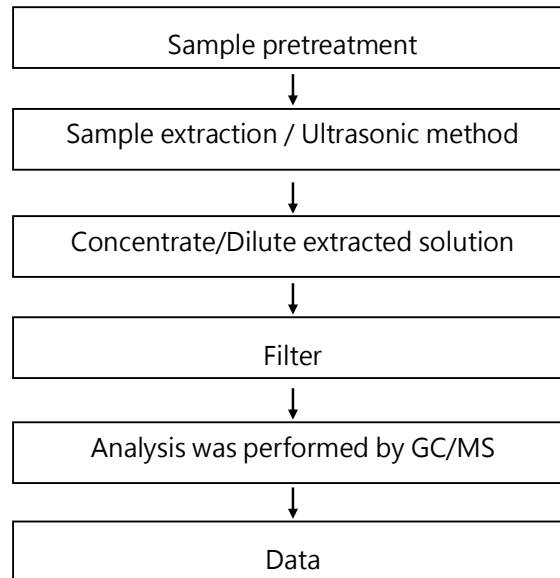 Sample pretreatment
Sample extraction / Ultrasonic method
Concentrate/Dilute extracted solution
Filter
Analysis was performed by GC/MS
Data